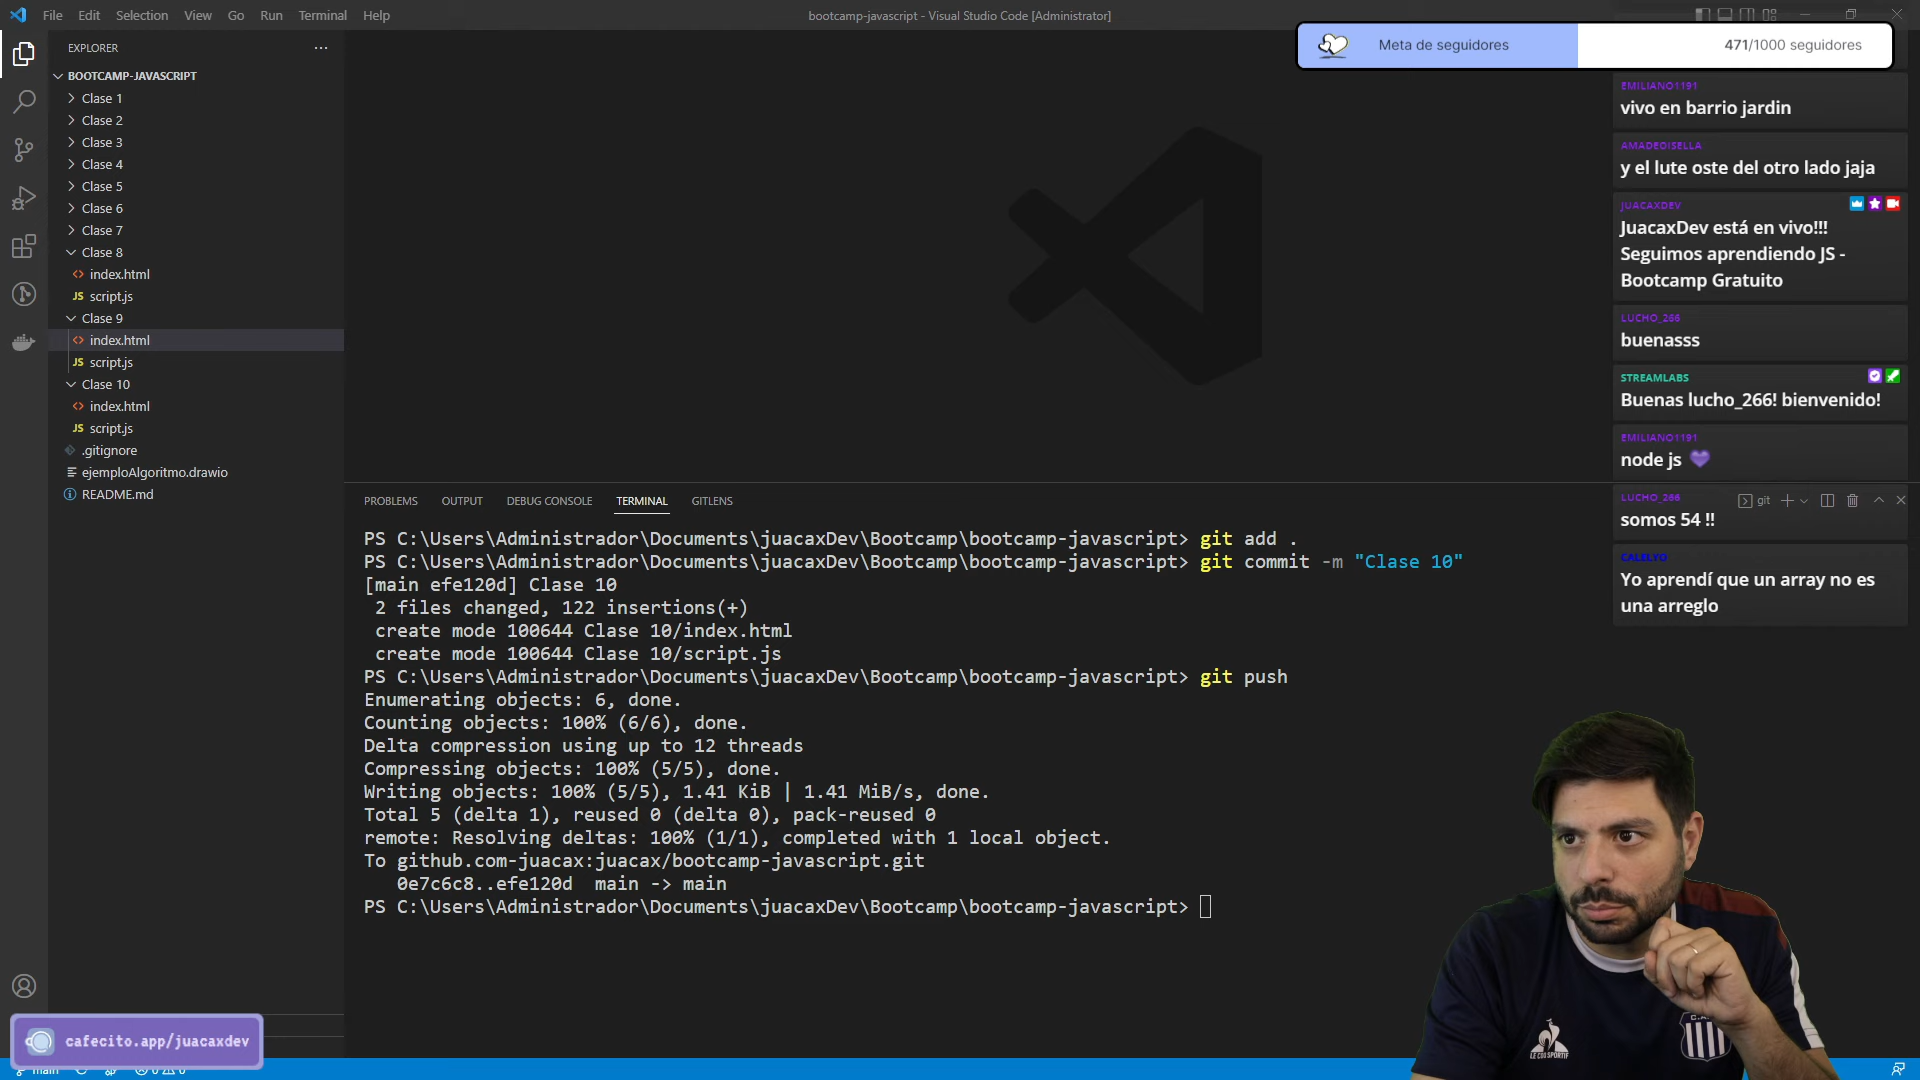 File Edit Selection View Go Run Terminal Help
bootcamp-javascript - Visual Studio Code [Administrator]
Meta de seguidores 471/1000 seguidores
EXPLORER
BOOTCAMP-JAVASCRIPT
Clase 1
Clase 2
Clase 3
Clase 4
Clase 5
Clase 6
Clase 7
Clase 8
index.html
JS script.js
Clase 9
index.html
JS script.js
Clase 10
index.html
JS script.js
.gitignore
ejemploAlgoritmo.drawio
README.md
EMILIANO1191
vivo en barrio jardin
AMADEOISELLA
y el lute oste del otro lado jaja
JUACAXDEV
JuacaxDev está en vivo!!!
Seguimos aprendiendo JS -
Bootcamp Gratuito
LUCHO_266
buenasss
STREAMLABS
Buenas lucho_266! bienvenido!
EMILIANO1191
node js
LUCHO_266
somos 54 !!
CALELYO
Yo aprendí que un array no es
una arreglo
PROBLEMS OUTPUT DEBUG CONSOLE TERMINAL GITLENS
git
PS C:\Users\Administrador\Documents\juacaxDev\Bootcamp\bootcamp-javascript> git add .
PS C:\Users\Administrador\Documents\juacaxDev\Bootcamp\bootcamp-javascript> git commit -m "Clase 10"
[main efe120d] Clase 10
2 files changed, 122 insertions(+)
create mode 100644 Clase 10/index.html
create mode 100644 Clase 10/script.js
PS C:\Users\Administrador\Documents\juacaxDev\Bootcamp\bootcamp-javascript> git push
Enumerating objects: 6, done.
Counting objects: 100% (6/6), done.
Delta compression using up to 12 threads
Compressing objects: 100% (5/5), done.
Writing objects: 100% (5/5), 1.41 KiB | 1.41 MiB/s, done.
Total 5 (delta 1), reused 0 (delta 0), pack-reused 0
remote: Resolving deltas: 100% (1/1), completed with 1 local object.
To github.com-juacax:juacax/bootcamp-javascript.git
0e7c6c8..efe120d main -> main
PS C:\Users\Administrador\Documents\juacaxDev\Bootcamp\bootcamp-javascript>
cafecito.app/juacaxdev
main
LE COQ SPORTIF